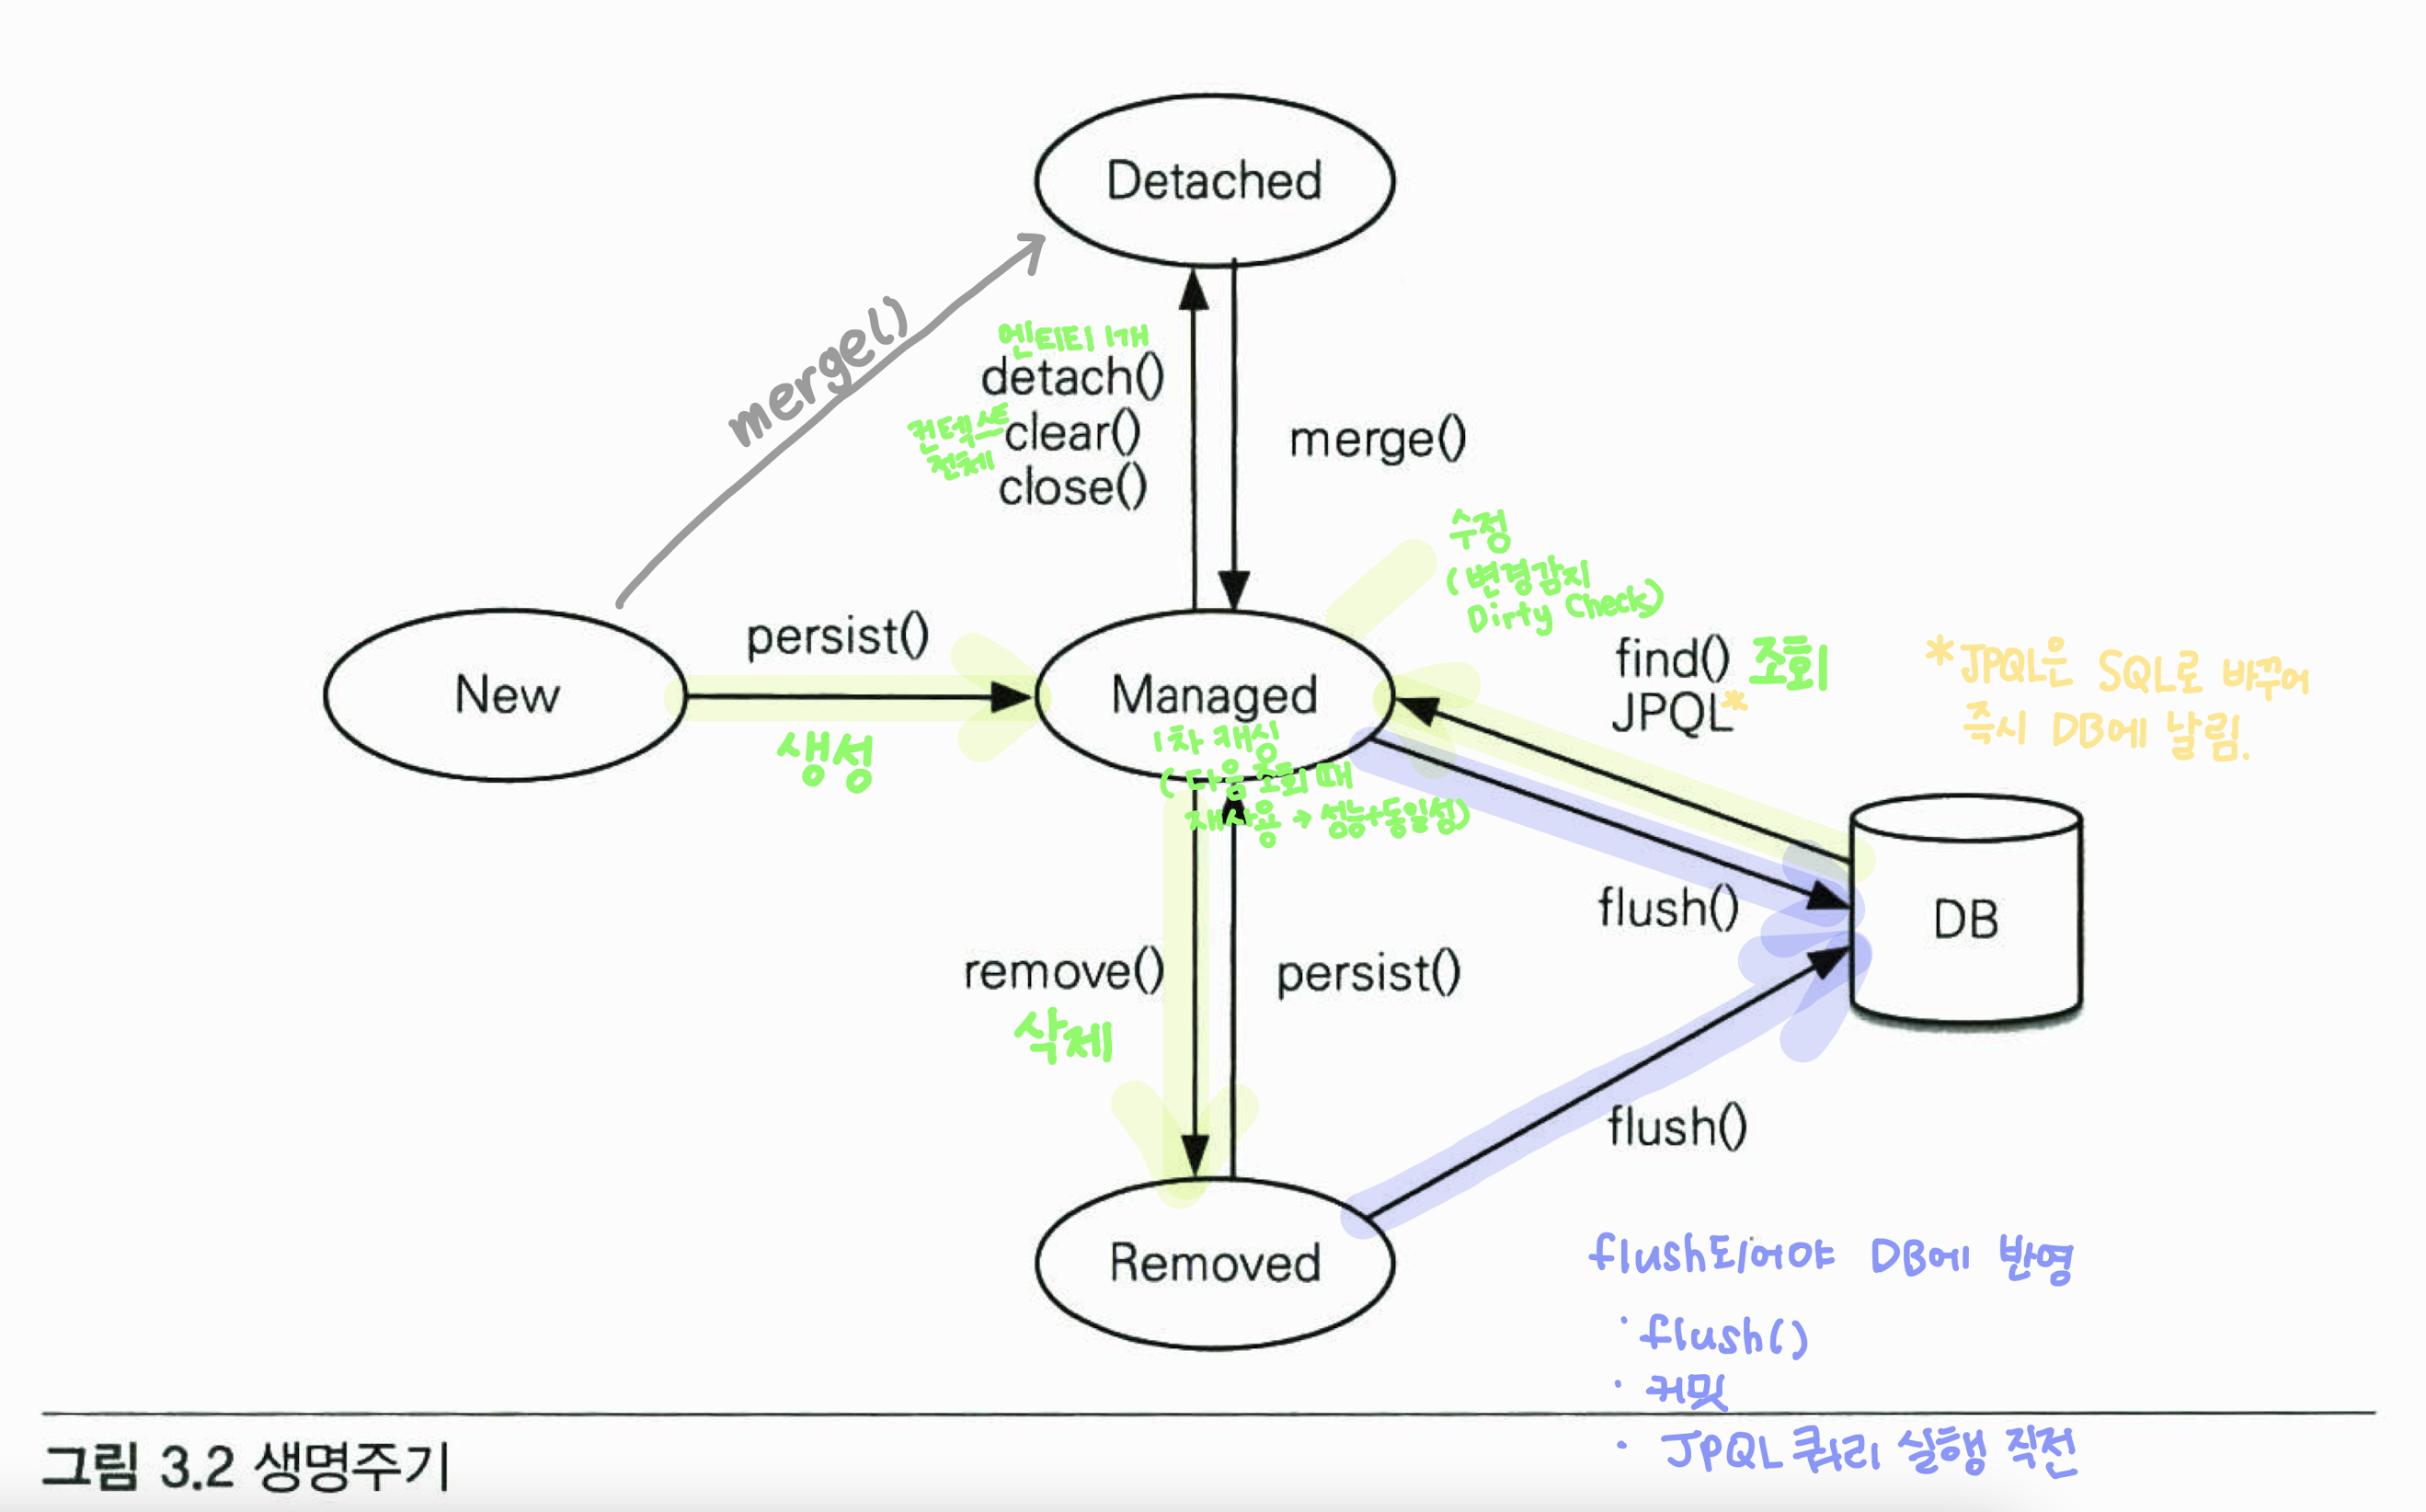 Detached
merge()
엔티티 1개
detach()
컨텍스트
전체
clear()
close()
merge()
수정
(변경감지
Dirty Check)
New
persist()
생성
Managed
1차 캐싱
(다음 조회 때
재사용 → 성능+동일성)
find() 조회
JPQL*
*JPQL은 SQL로 바꾸어
즉시 DB에 날림.
flush()
DB
remove()
삭제
persist()
flush()
Removed
flush되어야 DB에 반영
· flush()
· 커밋
· JPQL 쿼리 실행 직전
그림 3.2 생명주기